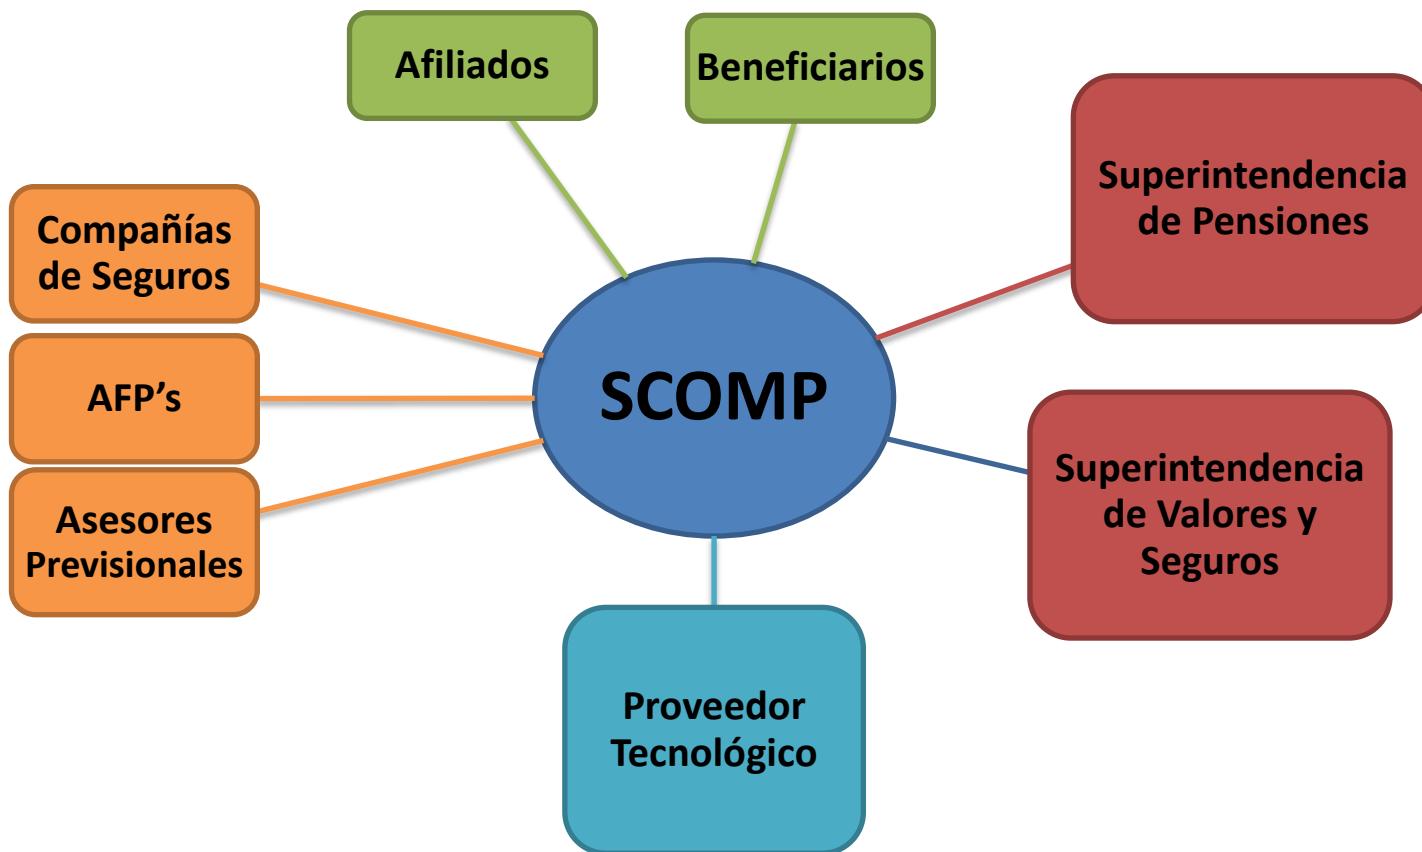 Afiliados
Beneficiarios
Superintendencia
de Pensiones
Compañías
de Seguros
AFP’s
SCOMP
Asesores
Previsionales
Superintendencia
de Valores y
Seguros
Proveedor
Tecnológico